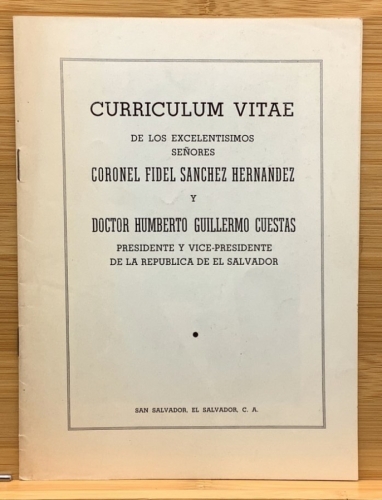 CURRICULUM VITAE
DE LOS EXCELENTISIMOS
SEÑORES
CORONEL FIDEL SANCHEZ HERNANDEZ
Y
DOCTOR HUMBERTO GUILLERMO CUESTAS
PRESIDENTE Y VICE-PRESIDENTE
DE LA REPUBLICA DE EL SALVADOR
SAN SALVADOR, EL SALVADOR, C. A.